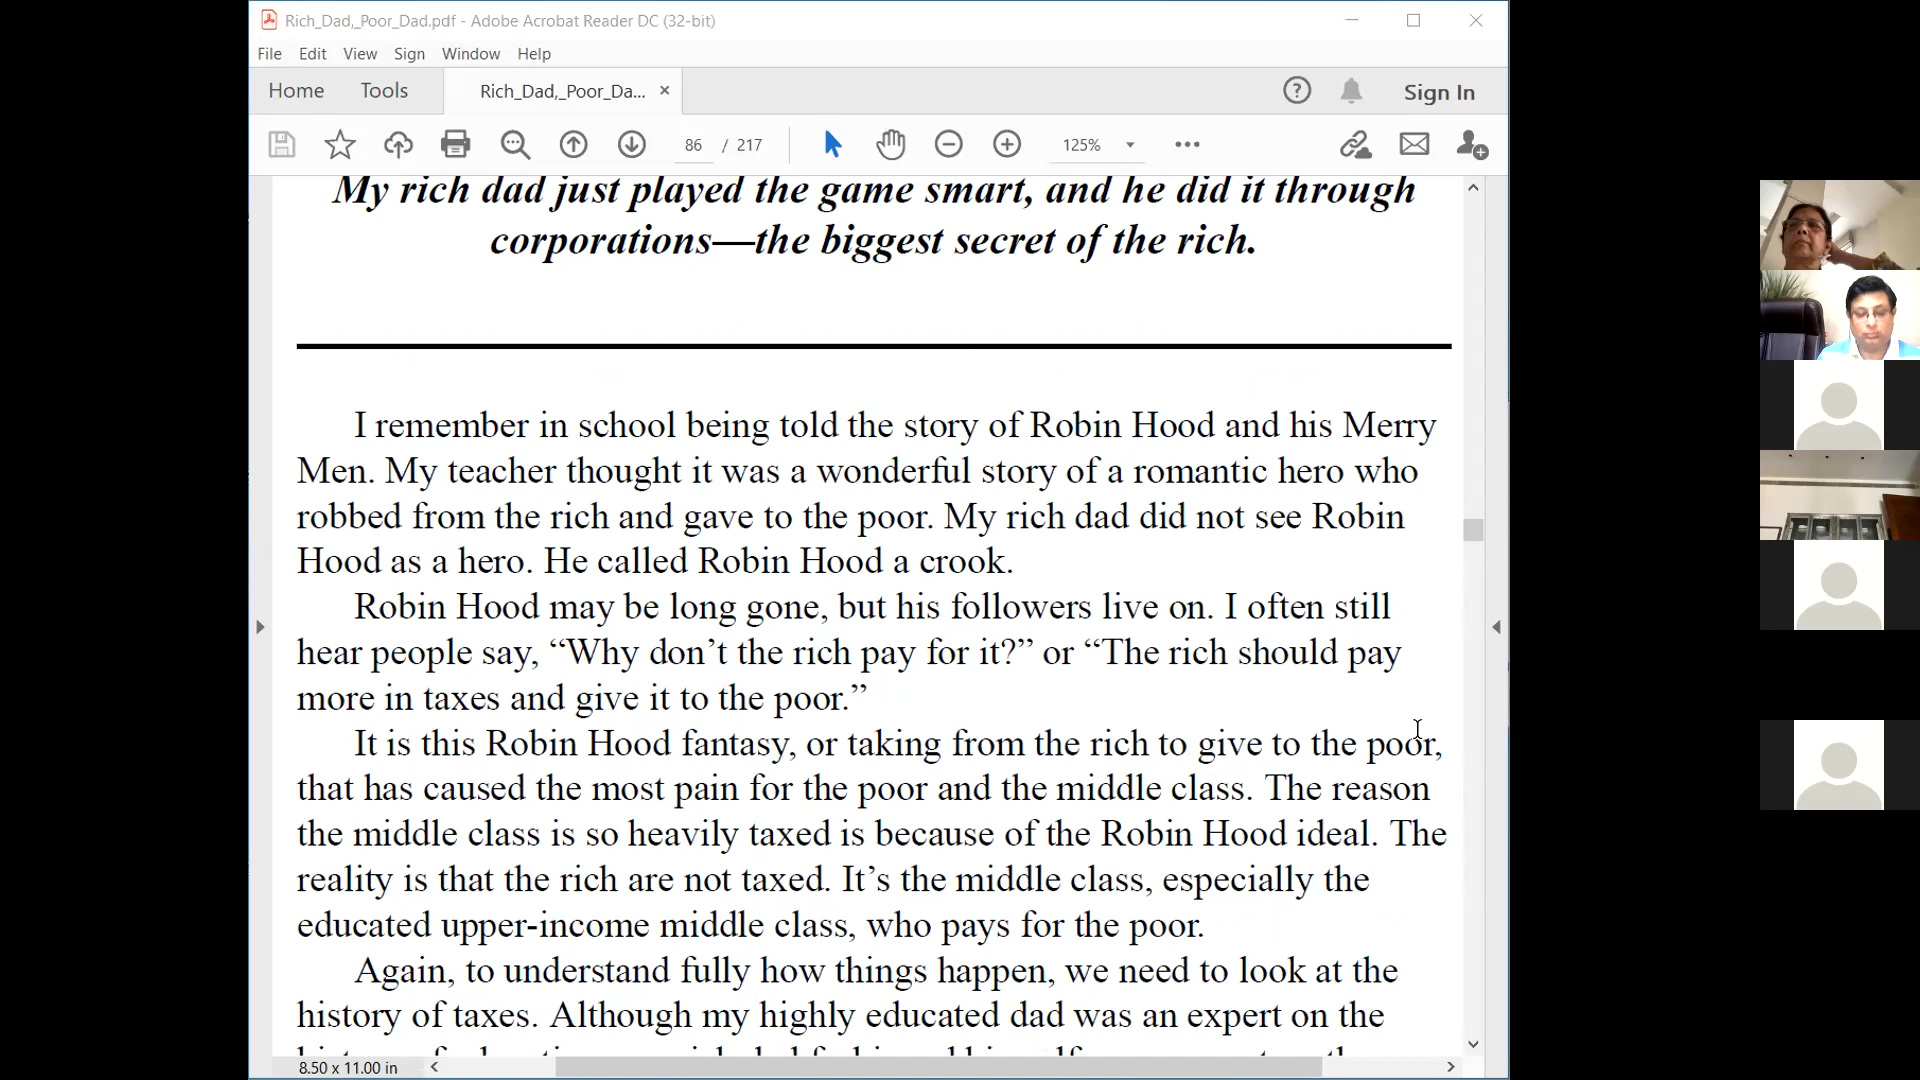 Rich_Dad,_Poor_Dad.pdf - Adobe Acrobat Reader DC (32-bit)
File Edit View Sign Window Help
Home Tools Rich_Dad,_Poor_Da... × Sign In
86 / 217 125%
My rich dad just played the game smart, and he did it through
corporations—the biggest secret of the rich.
I remember in school being told the story of Robin Hood and his Merry
Men. My teacher thought it was a wonderful story of a romantic hero who
robbed from the rich and gave to the poor. My rich dad did not see Robin
Hood as a hero. He called Robin Hood a crook.
Robin Hood may be long gone, but his followers live on. I often still
hear people say, “Why don’t the rich pay for it?” or “The rich should pay
more in taxes and give it to the poor.”
It is this Robin Hood fantasy, or taking from the rich to give to the poor,
that has caused the most pain for the poor and the middle class. The reason
the middle class is so heavily taxed is because of the Robin Hood ideal. The
reality is that the rich are not taxed. It’s the middle class, especially the
educated upper-income middle class, who pays for the poor.
Again, to understand fully how things happen, we need to look at the
history of taxes. Although my highly educated dad was an expert on the
8.50 x 11.00 in